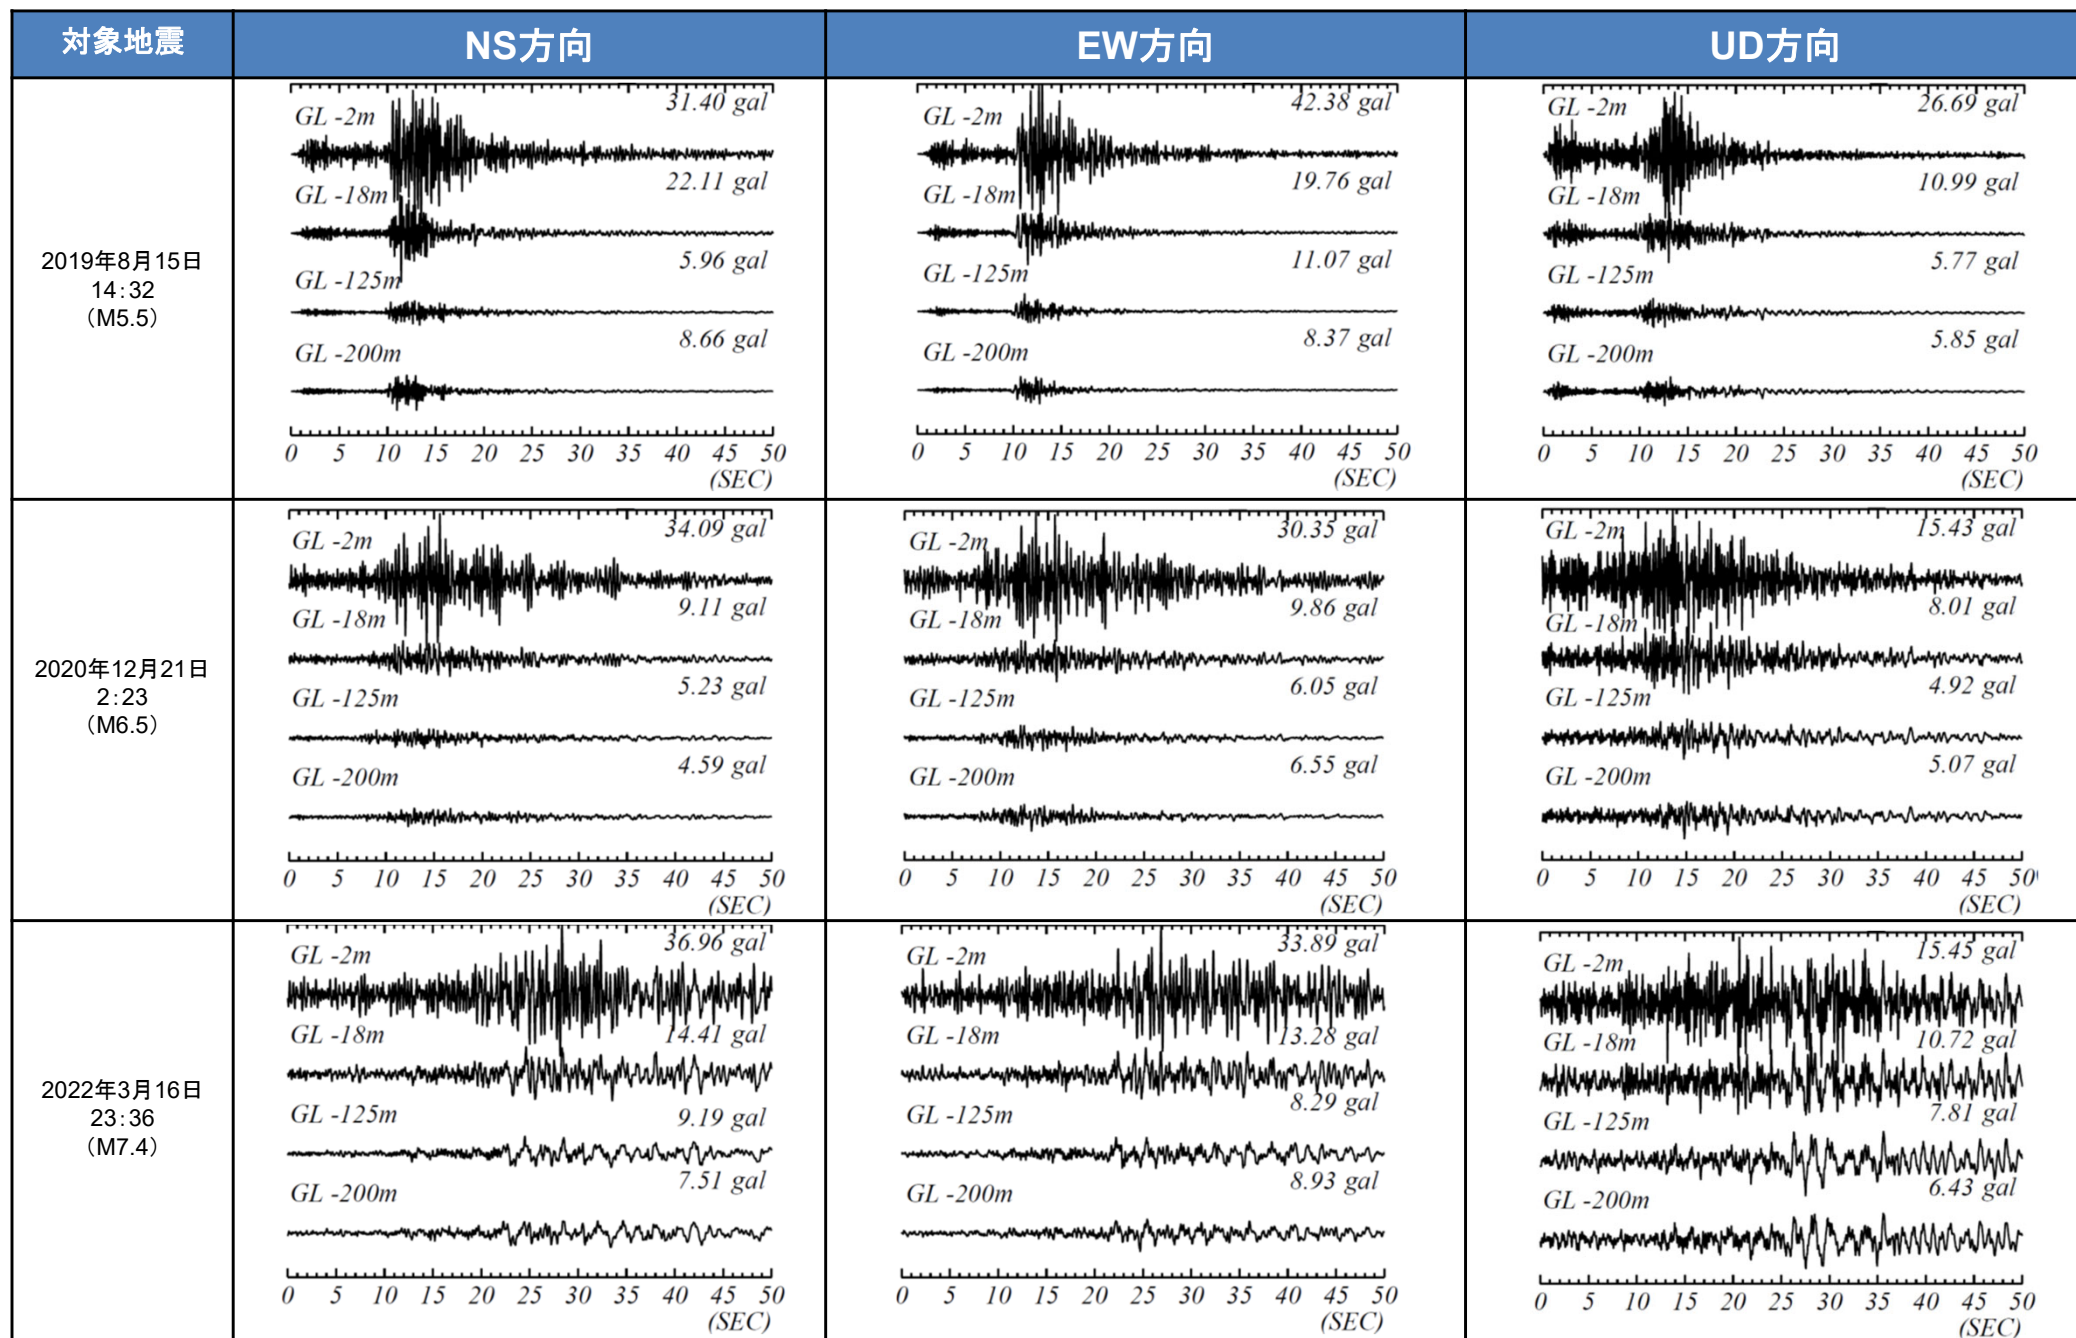 対象地震
NS方向
EW方向
UD方向
2019年8月15日
14：32
（M5.5）
GL -2m
31.40 gal
GL -18m
22.11 gal
GL -125m
5.96 gal
GL -200m
8.66 gal
0 5 10 15 20 25 30 35 40 45 50
(SEC)
GL -2m
42.38 gal
GL -18m
19.76 gal
GL -125m
11.07 gal
GL -200m
8.37 gal
0 5 10 15 20 25 30 35 40 45 50
(SEC)
GL -2m
26.69 gal
GL -18m
10.99 gal
GL -125m
5.77 gal
GL -200m
5.85 gal
0 5 10 15 20 25 30 35 40 45 50
(SEC)
2020年12月21日
2：23
（M6.5）
GL -2m
34.09 gal
GL -18m
9.11 gal
GL -125m
5.23 gal
GL -200m
4.59 gal
0 5 10 15 20 25 30 35 40 45 50
(SEC)
GL -2m
30.35 gal
GL -18m
9.86 gal
GL -125m
6.05 gal
GL -200m
6.55 gal
0 5 10 15 20 25 30 35 40 45 50
(SEC)
GL -2m
15.43 gal
GL -18m
8.01 gal
GL -125m
4.92 gal
GL -200m
5.07 gal
0 5 10 15 20 25 30 35 40 45 50
(SEC)
2022年3月16日
23：36
（M7.4）
GL -2m
36.96 gal
GL -18m
14.41 gal
GL -125m
9.19 gal
GL -200m
7.51 gal
0 5 10 15 20 25 30 35 40 45 50
(SEC)
GL -2m
33.89 gal
GL -18m
13.28 gal
GL -125m
8.29 gal
GL -200m
8.93 gal
0 5 10 15 20 25 30 35 40 45 50
(SEC)
GL -2m
15.45 gal
GL -18m
10.72 gal
GL -125m
7.81 gal
GL -200m
6.43 gal
0 5 10 15 20 25 30 35 40 45 50
(SEC)